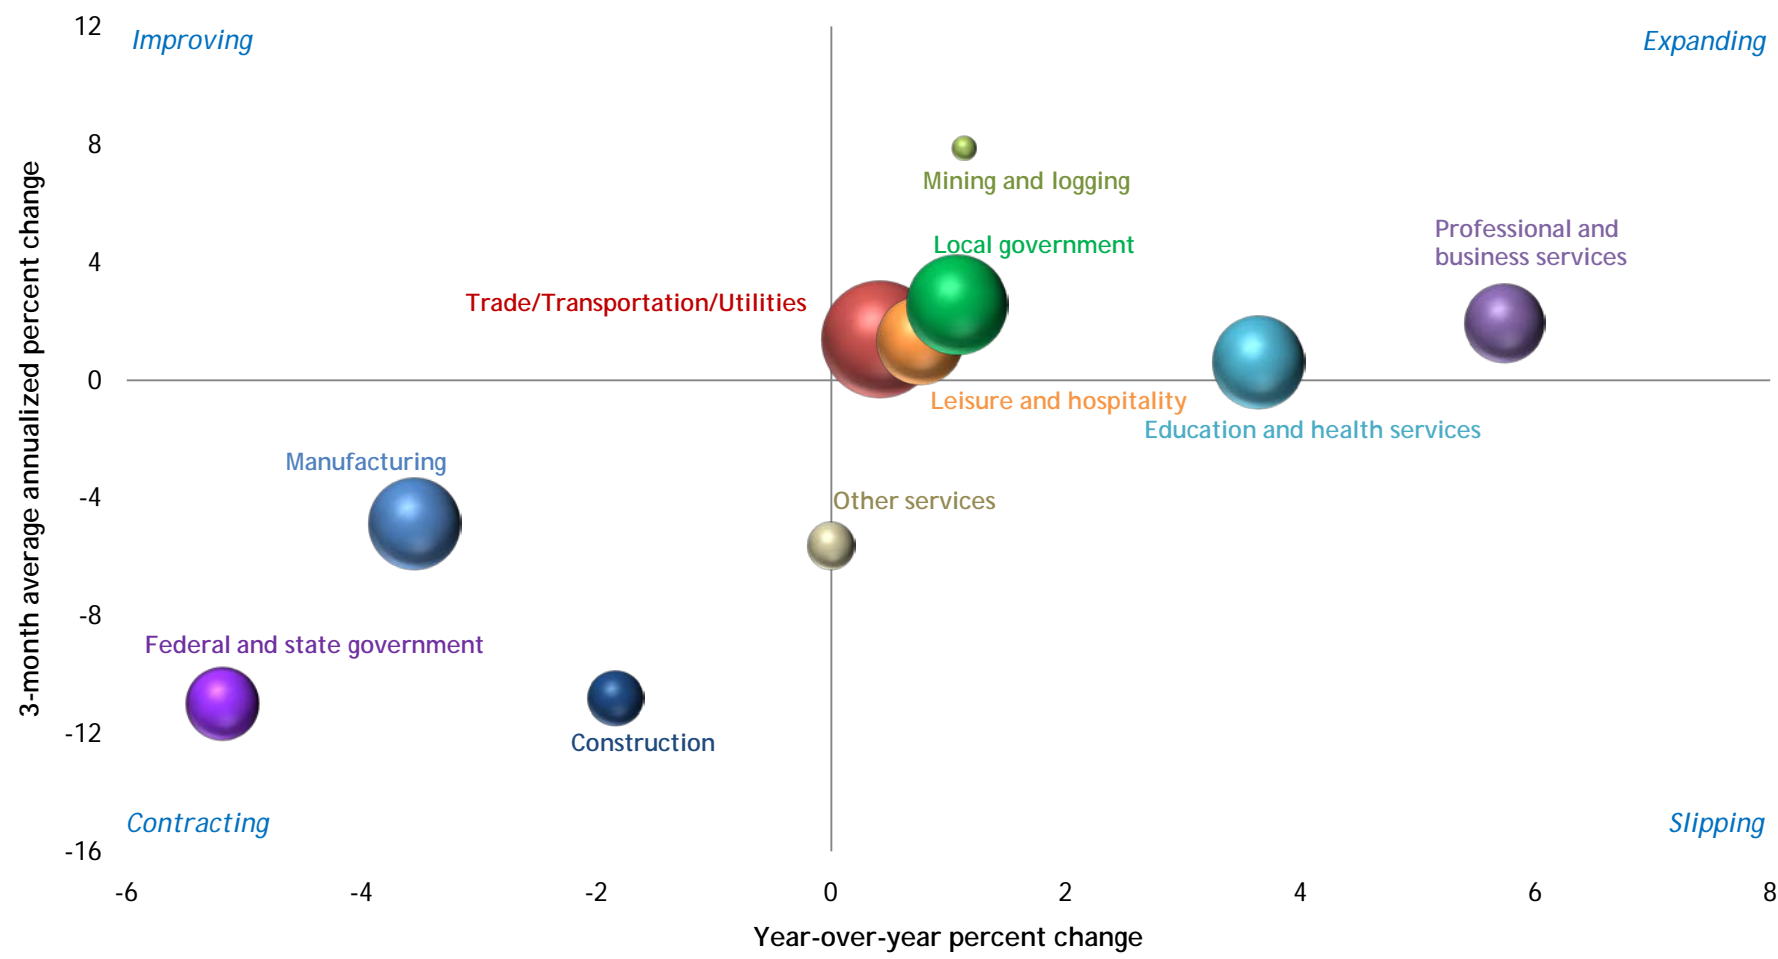 12
Improving
Expanding
8
Mining and logging
Professional and
business services
Local government
4
Trade/Transportation/Utilities
0
Leisure and hospitality
Education and health services
Manufacturing
-4
Other services
-8
Federal and state government
-12
Construction
Contracting
Slipping
-16
3-month average annualized percent change
-6 -4 -2 0 2 4 6 8
Year-over-year percent change